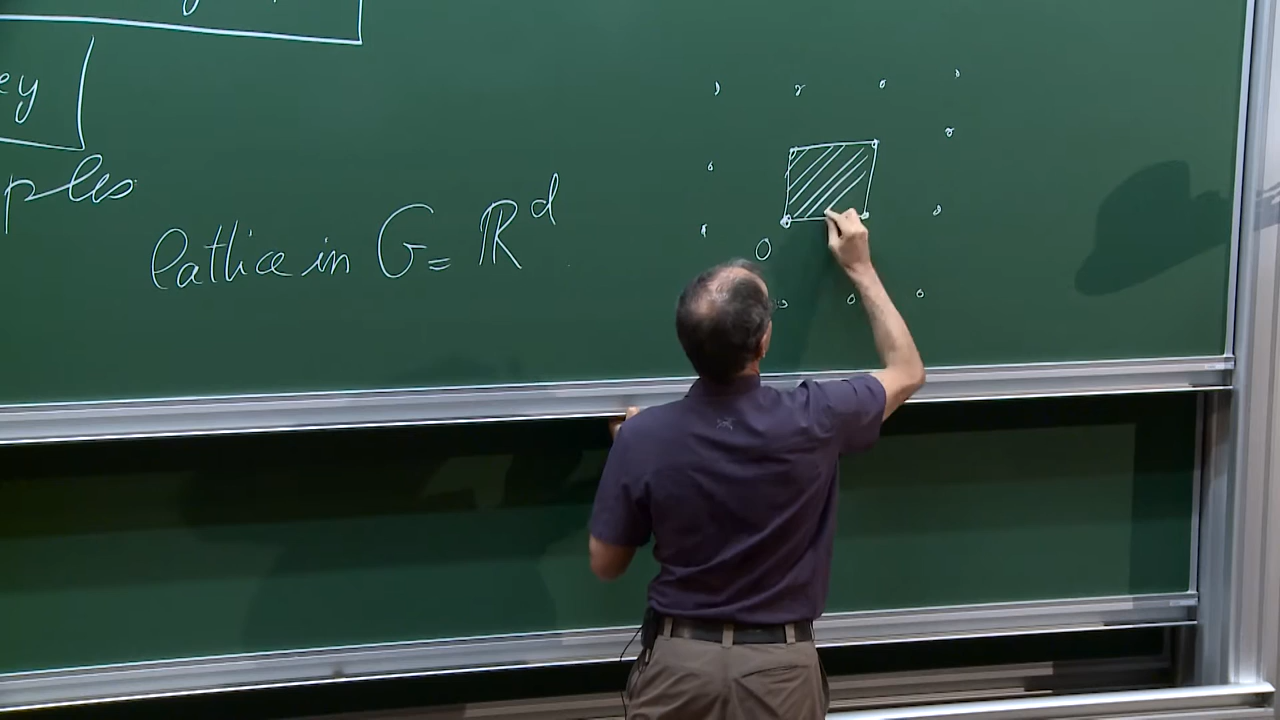 ey
ples
lattice in G = ℝ^d
O